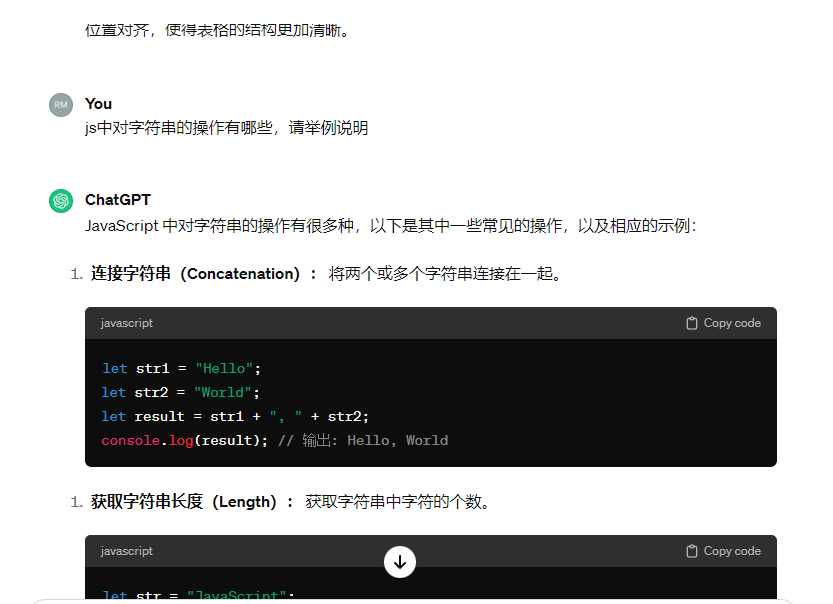 位置对齐，使得表格的结构更加清晰。
RM
You
js中对字符串的操作有哪些，请举例说明
ChatGPT
JavaScript 中对字符串的操作有很多种，以下是其中一些常见的操作，以及相应的示例：
1. 连接字符串（Concatenation）： 将两个或多个字符串连接在一起。
javascript Copy code
let str1 = "Hello";
let str2 = "World";
let result = str1 + ", " + str2;
console.log(result); // 输出: Hello, World
1. 获取字符串长度（Length）： 获取字符串中字符的个数。
javascript Copy code
let str = "JavaScript";